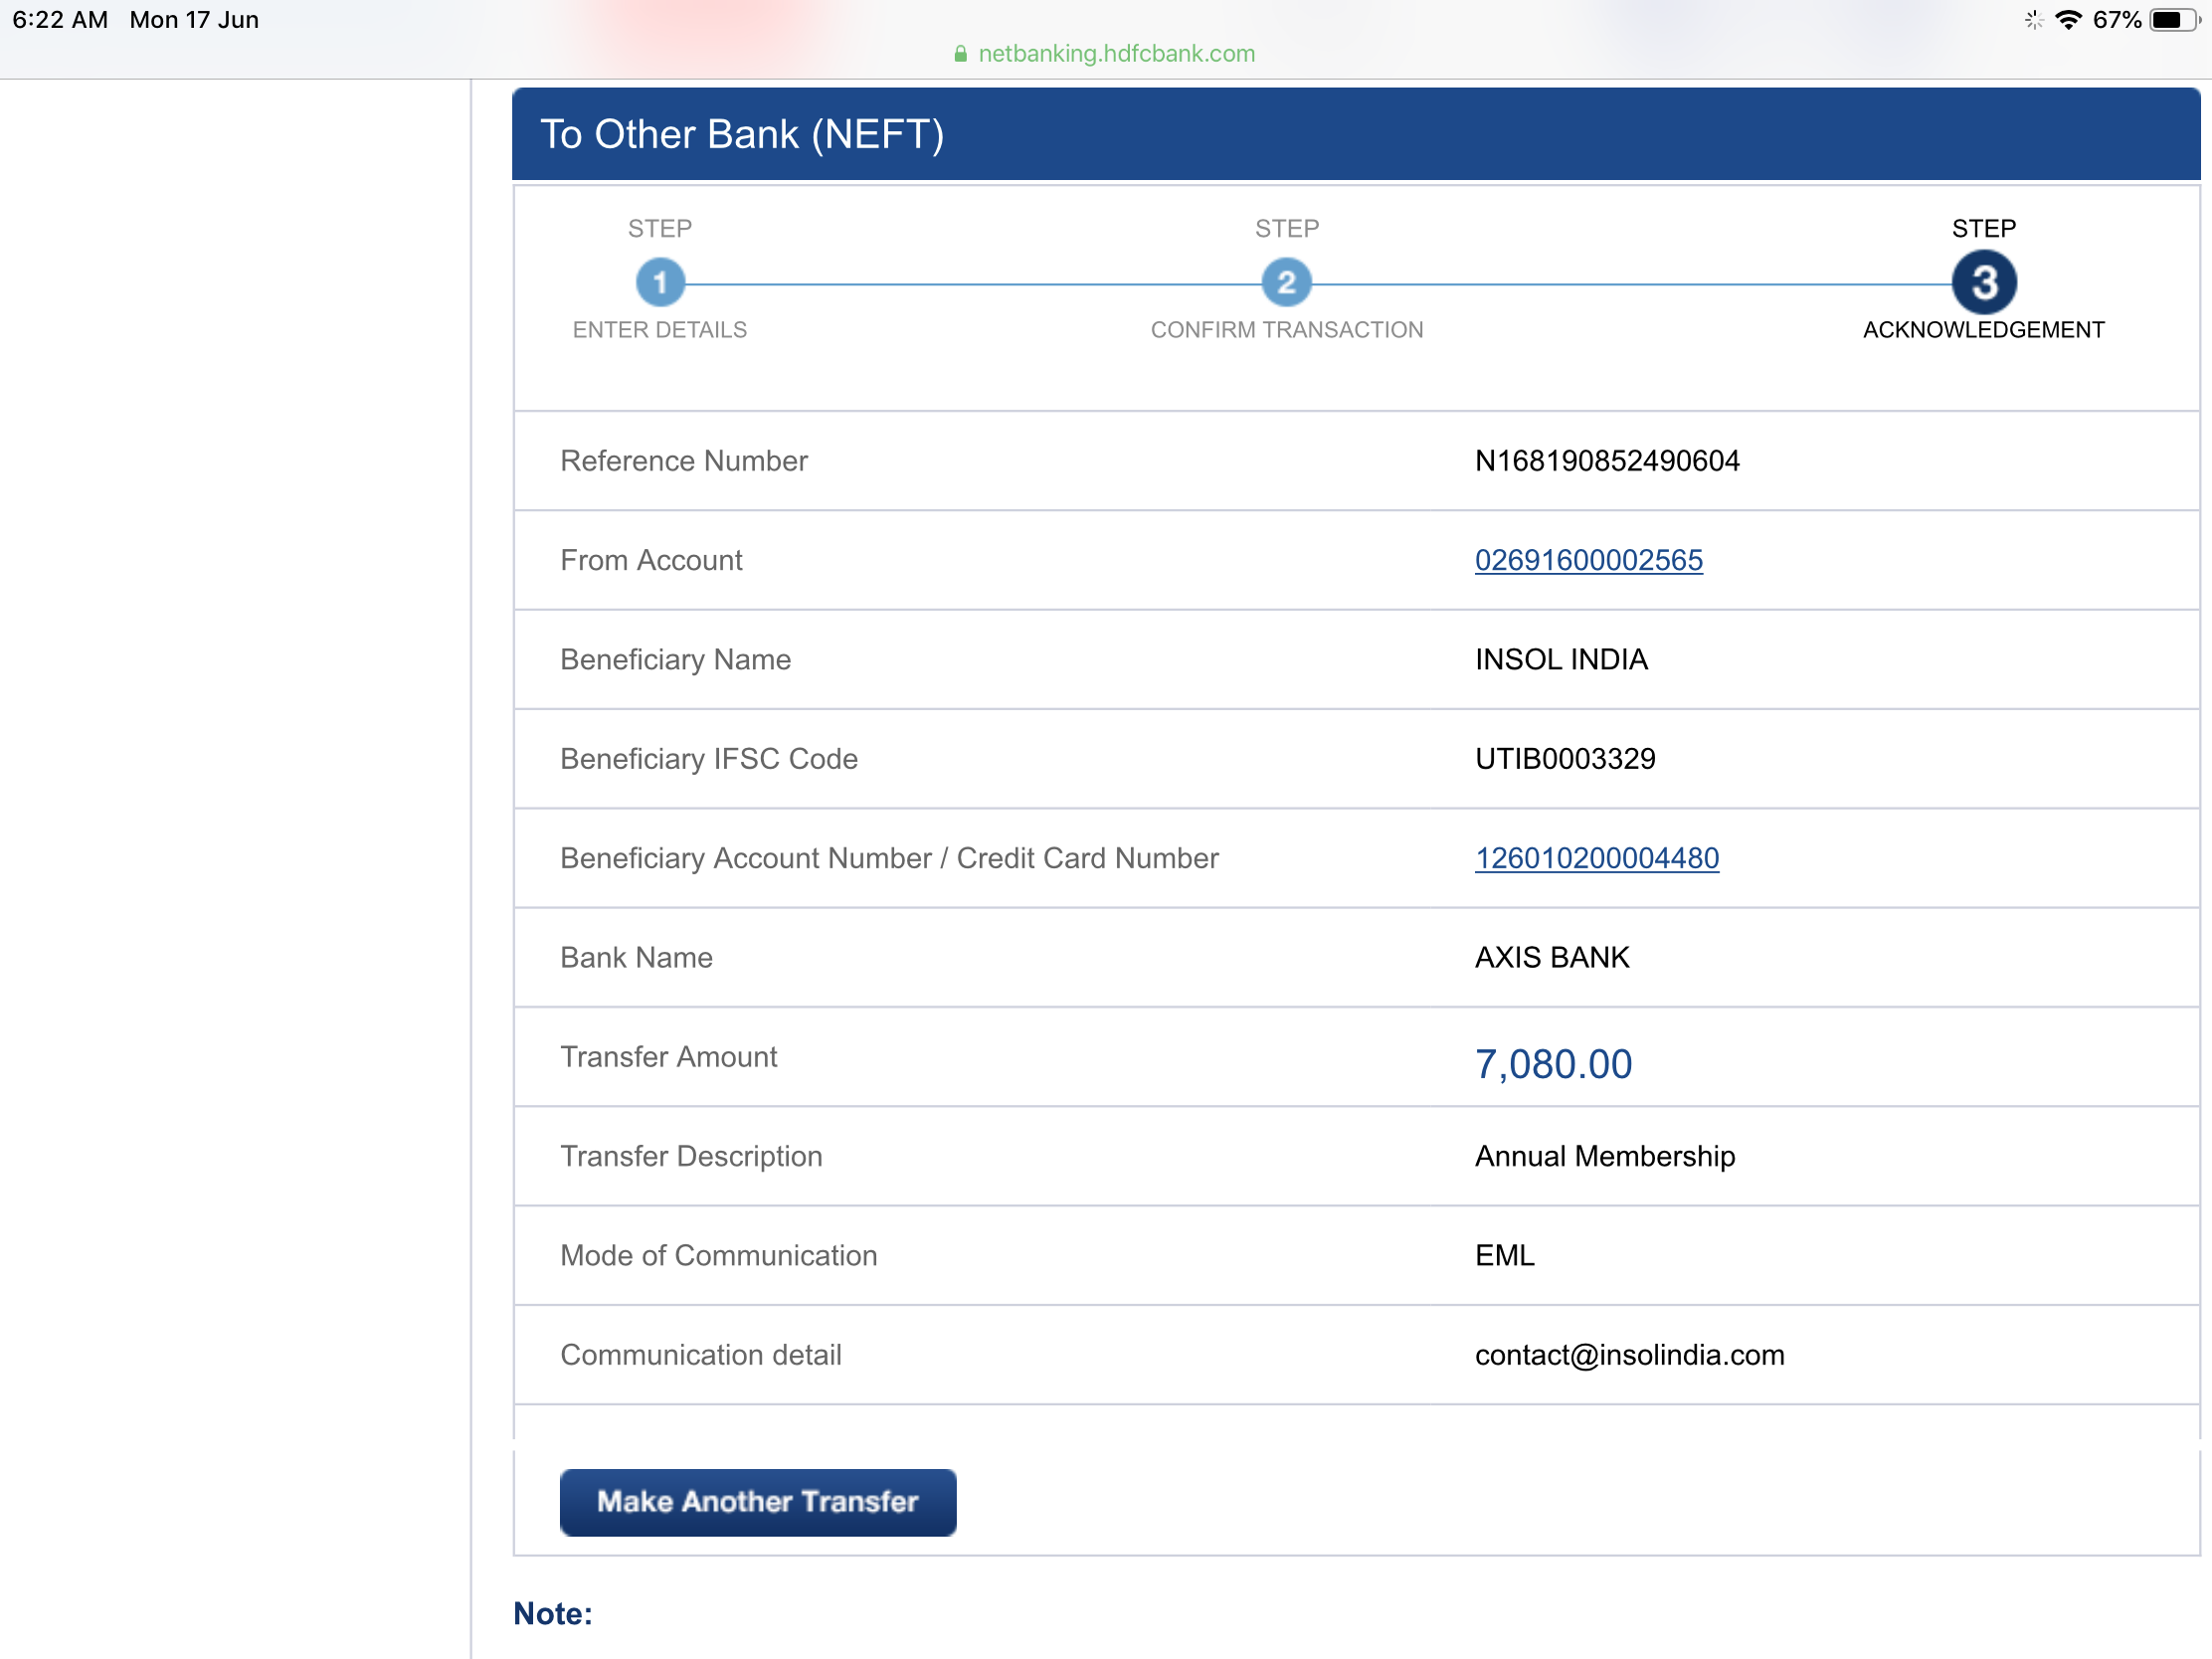 6:22 AM Mon 17 Jun 67%
netbanking.hdfcbank.com
To Other Bank (NEFT)
STEP STEP STEP
1 2 3
ENTER DETAILS CONFIRM TRANSACTION ACKNOWLEDGEMENT
Reference Number N168190852490604
From Account 02691600002565
Beneficiary Name INSOL INDIA
Beneficiary IFSC Code UTIB0003329
Beneficiary Account Number / Credit Card Number 126010200004480
Bank Name AXIS BANK
Transfer Amount 7,080.00
Transfer Description Annual Membership
Mode of Communication EML
Communication detail contact@insolindia.com
Make Another Transfer
Note: